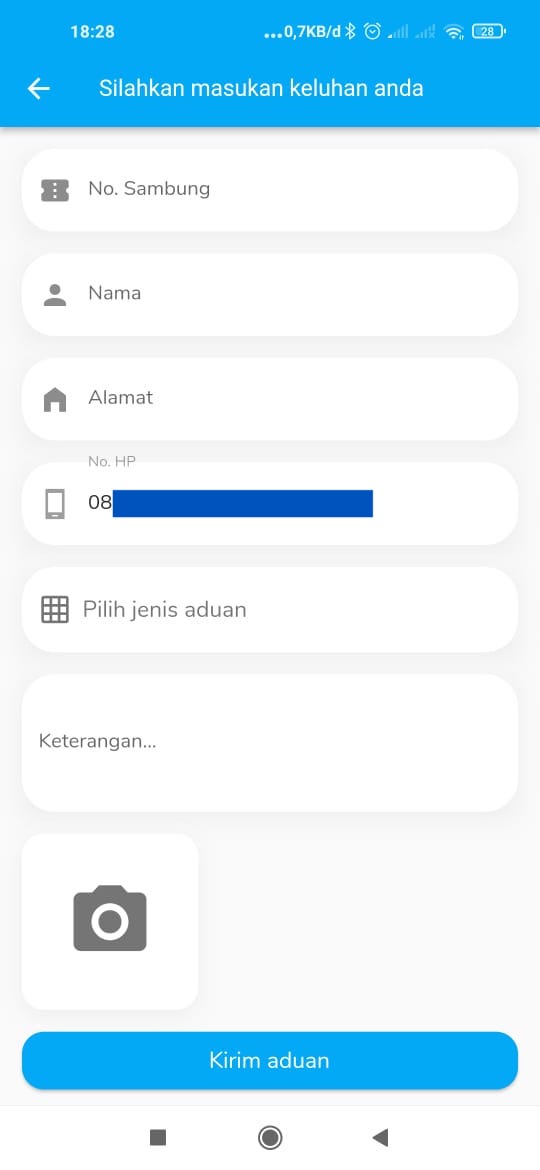 18:28
...0,7KB/d
28
Silahkan masukan keluhan anda
No. Sambung
Nama
Alamat
No. HP
08
Pilih jenis aduan
Keterangan...
Kirim aduan